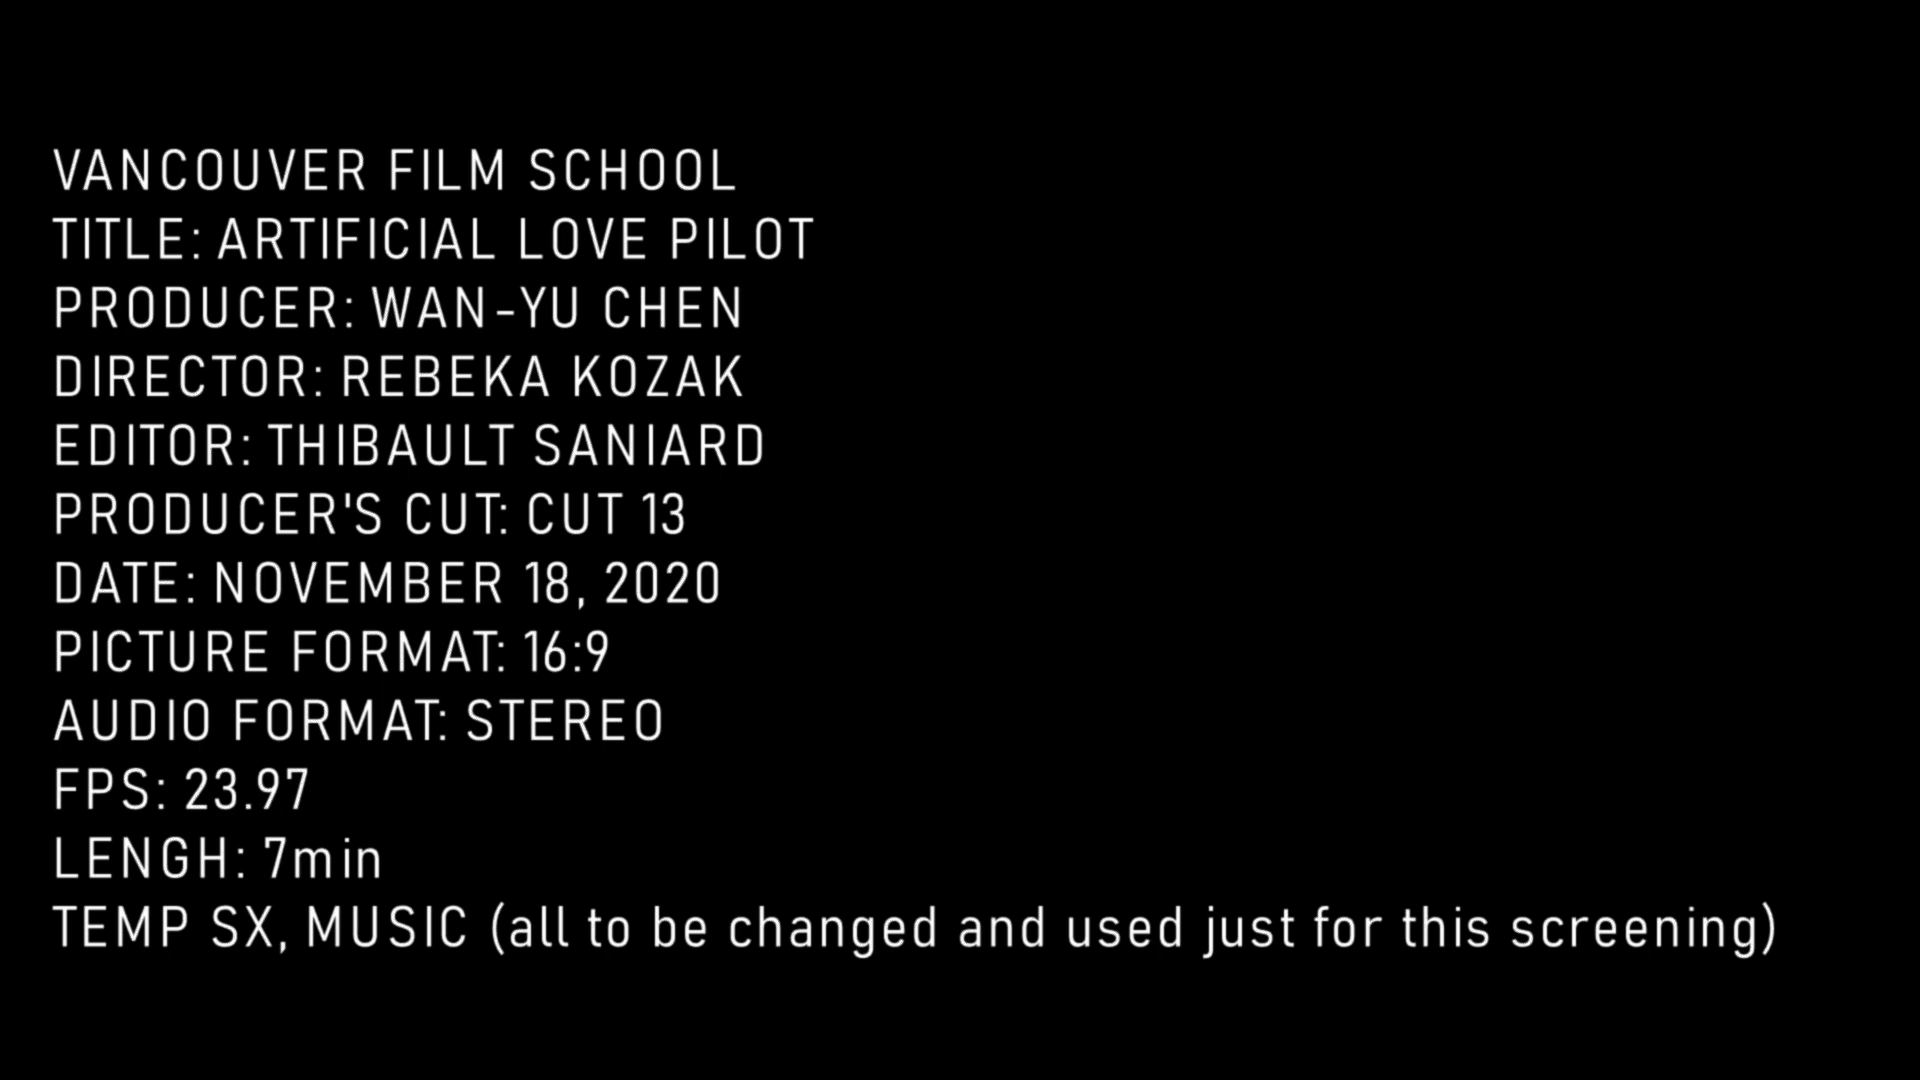 VANCOUVER FILM SCHOOL
TITLE: ARTIFICIAL LOVE PILOT
PRODUCER: WAN-YU CHEN
DIRECTOR: REBEKA KOZAK
EDITOR: THIBAULT SANIARD
PRODUCER'S CUT: CUT 13
DATE: NOVEMBER 18, 2020
PICTURE FORMAT: 16:9
AUDIO FORMAT: STEREO
FPS: 23.97
LENGH: 7min
TEMP SX, MUSIC (all to be changed and used just for this screening)